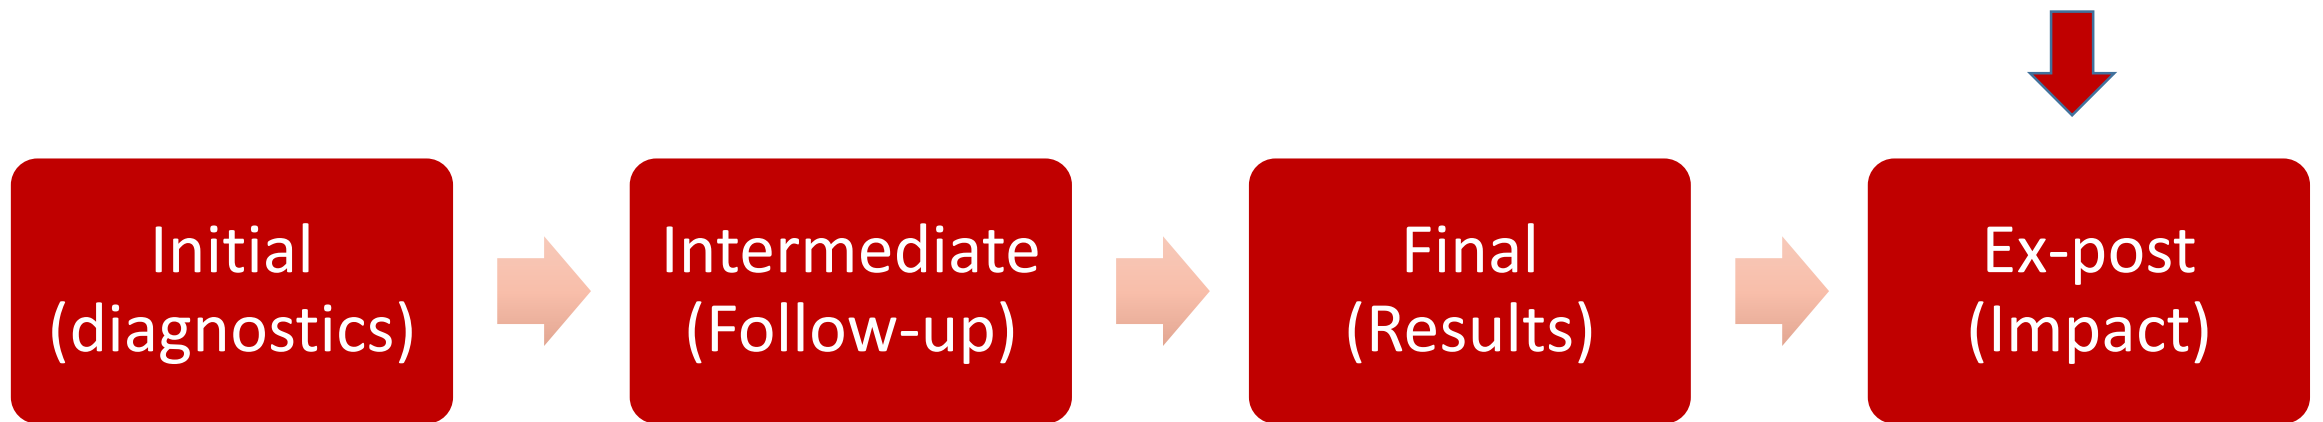 Initial
(diagnostics)
Intermediate
(Follow-up)
Final
(Results)
Ex-post
(Impact)